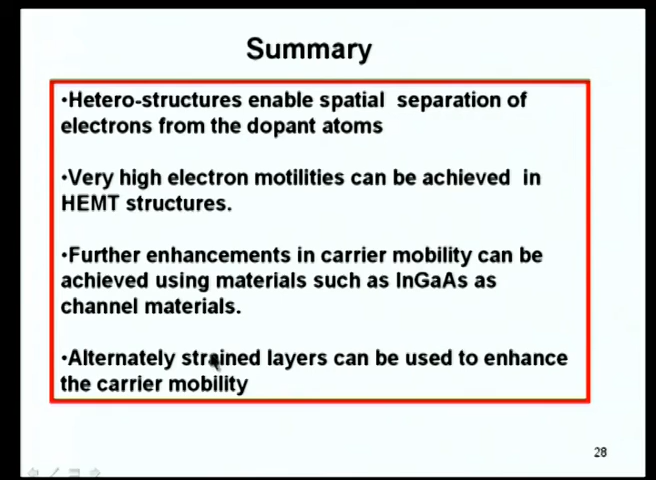 Summary
•Hetero-structures enable spatial separation of
electrons from the dopant atoms
•Very high electron motilities can be achieved in
HEMT structures.
•Further enhancements in carrier mobility can be
achieved using materials such as InGaAs as
channel materials.
•Alternately strained layers can be used to enhance
the carrier mobility
28